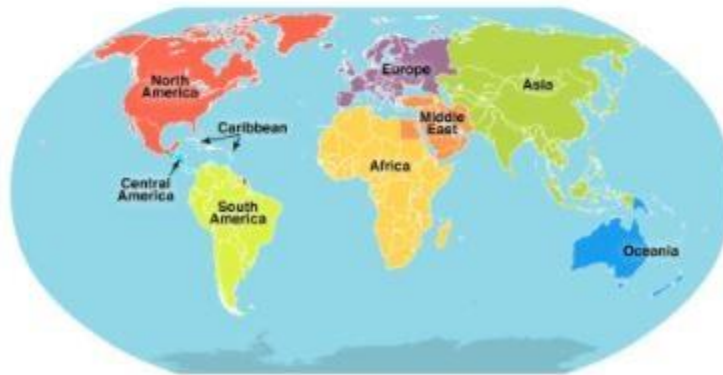 North
America
Europe
Asia
Middle
East
Caribbean
Africa
Central
America
South
America
Oceania